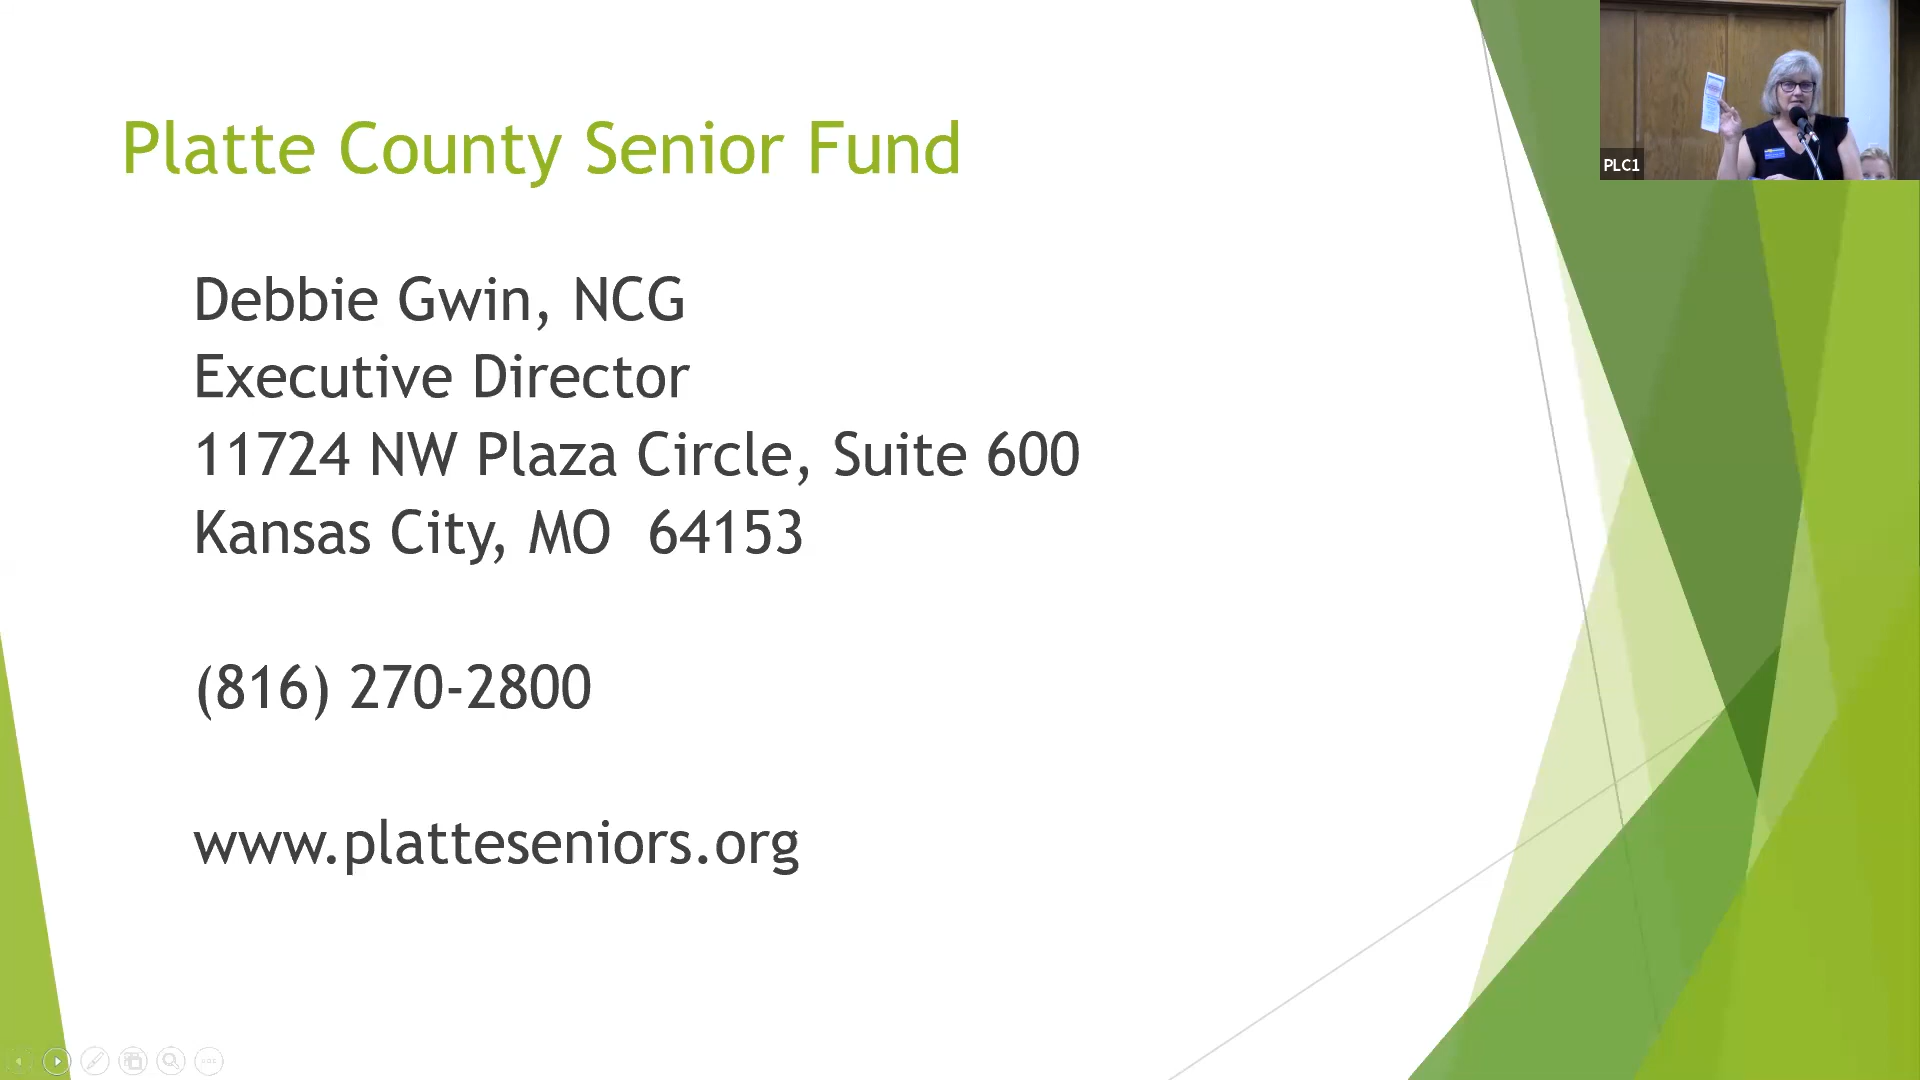 Platte County Senior Fund
Debbie Gwin, NCG
Executive Director
11724 NW Plaza Circle, Suite 600
Kansas City, MO 64153
(816) 270-2800
www.platteseniors.org
PLC1